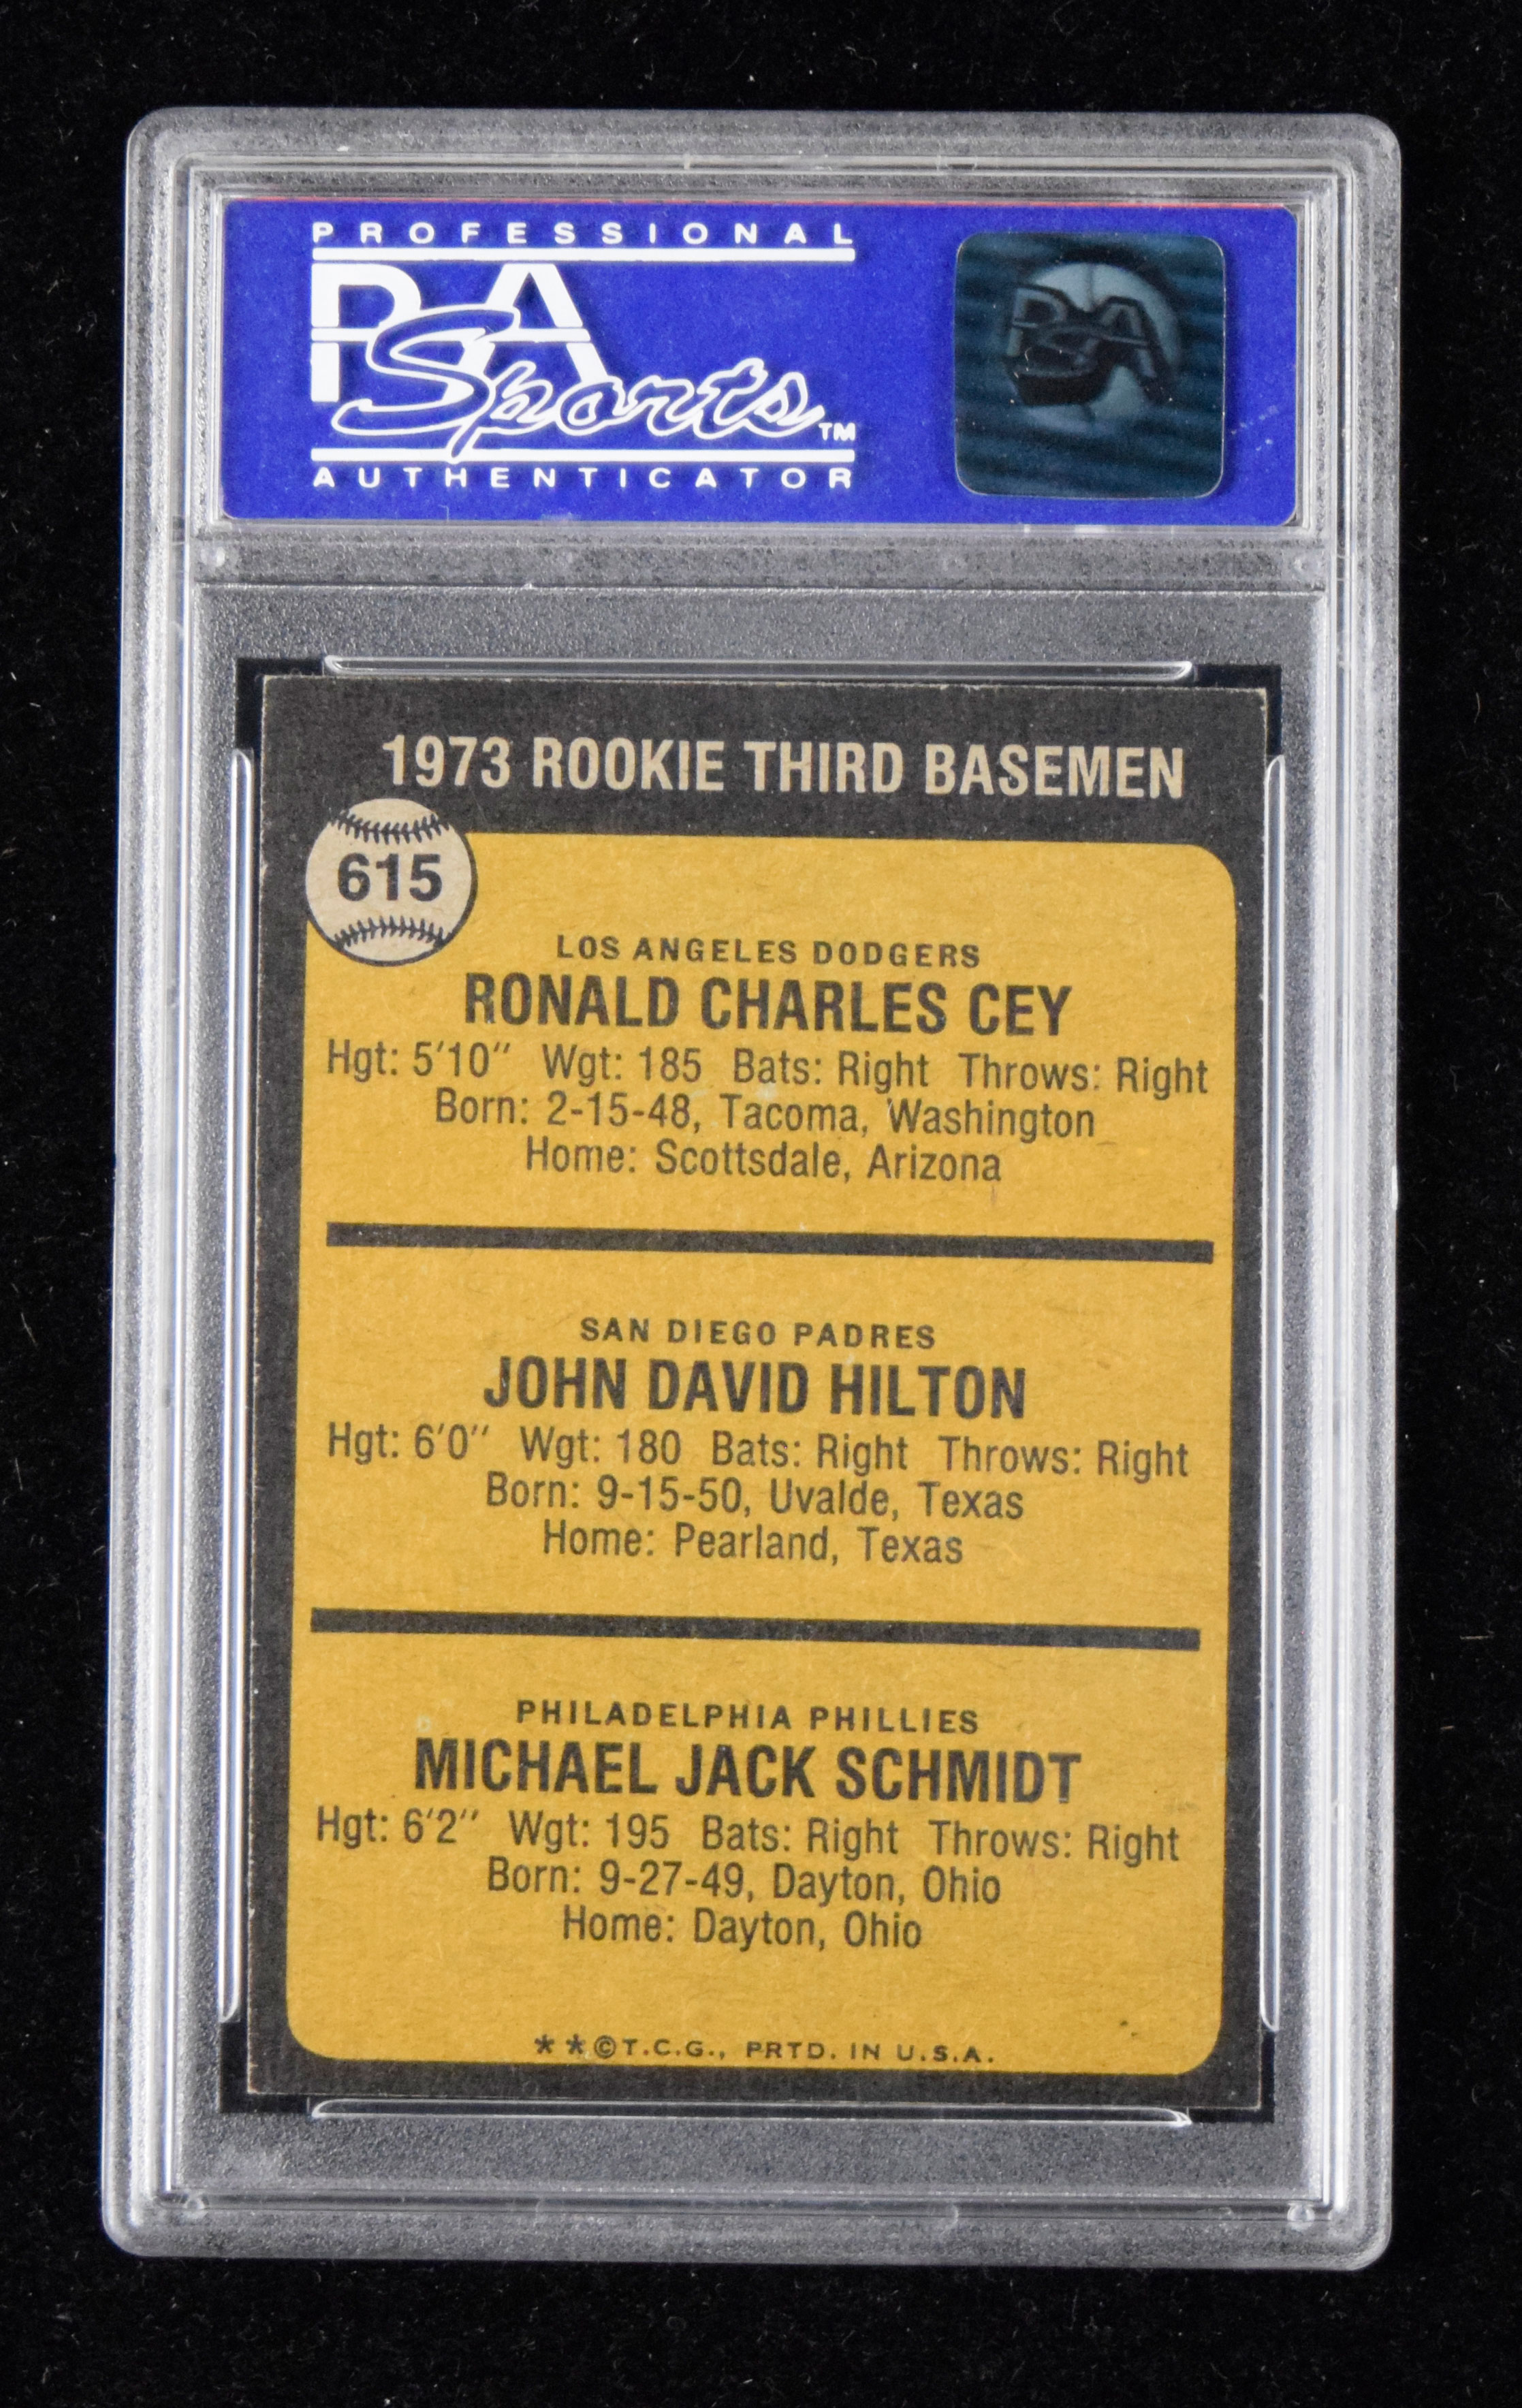 PROFESSIONAL
PSA
Sports™
AUTHENTICATOR
PSA
1973 ROOKIE THIRD BASEMEN
615
LOS ANGELES DODGERS
RONALD CHARLES CEY
Hgt: 5'10" Wgt: 185 Bats: Right Throws: Right
Born: 2-15-48, Tacoma, Washington
Home: Scottsdale, Arizona
SAN DIEGO PADRES
JOHN DAVID HILTON
Hgt: 6'0" Wgt: 180 Bats: Right Throws: Right
Born: 9-15-50, Uvalde, Texas
Home: Pearland, Texas
PHILADELPHIA PHILLIES
MICHAEL JACK SCHMIDT
Hgt: 6'2" Wgt: 195 Bats: Right Throws: Right
Born: 9-27-49, Dayton, Ohio
Home: Dayton, Ohio
**©T.C.G., PRTD. IN U.S.A.